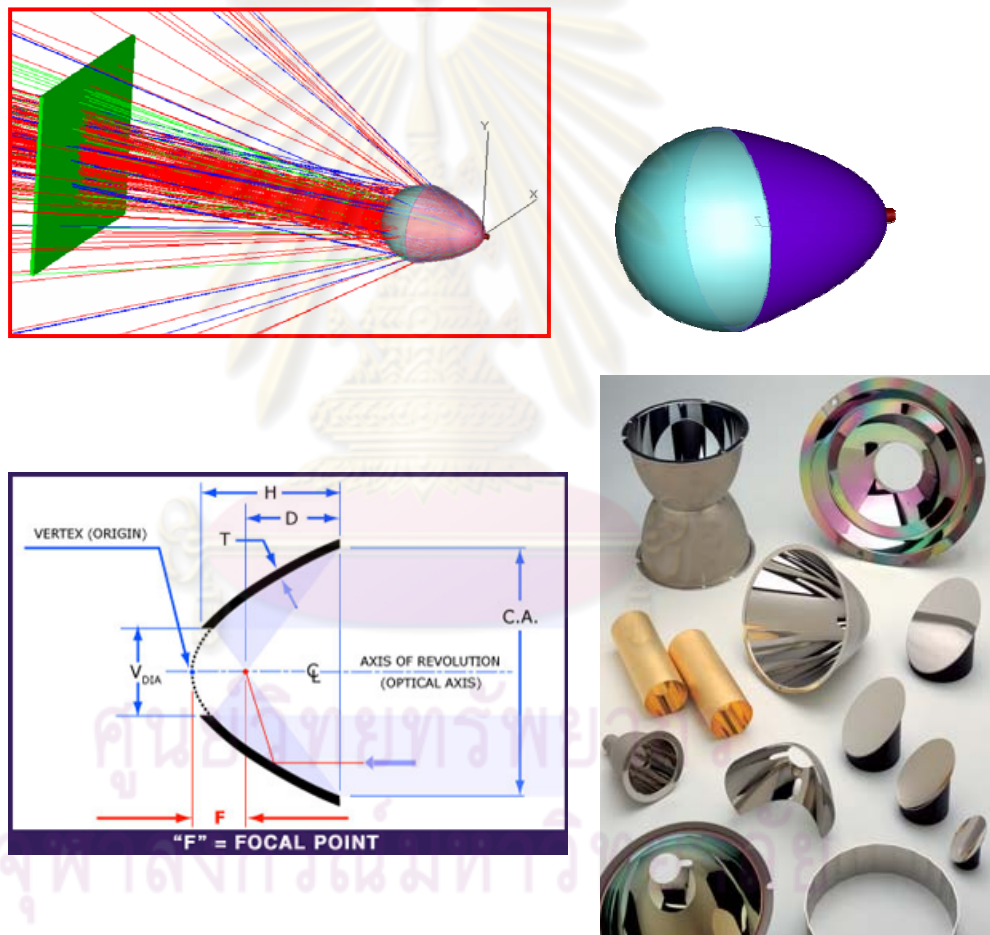 Y
X
Z
H
D
VERTEX (ORIGIN)
T
C.A.
V DIA
℄
AXIS OF REVOLUTION
(OPTICAL AXIS)
F
"F" = FOCAL POINT
ศูนย์วิทยทรัพยากร
จุฬาลงกรณ์มหาวิทยาลัย